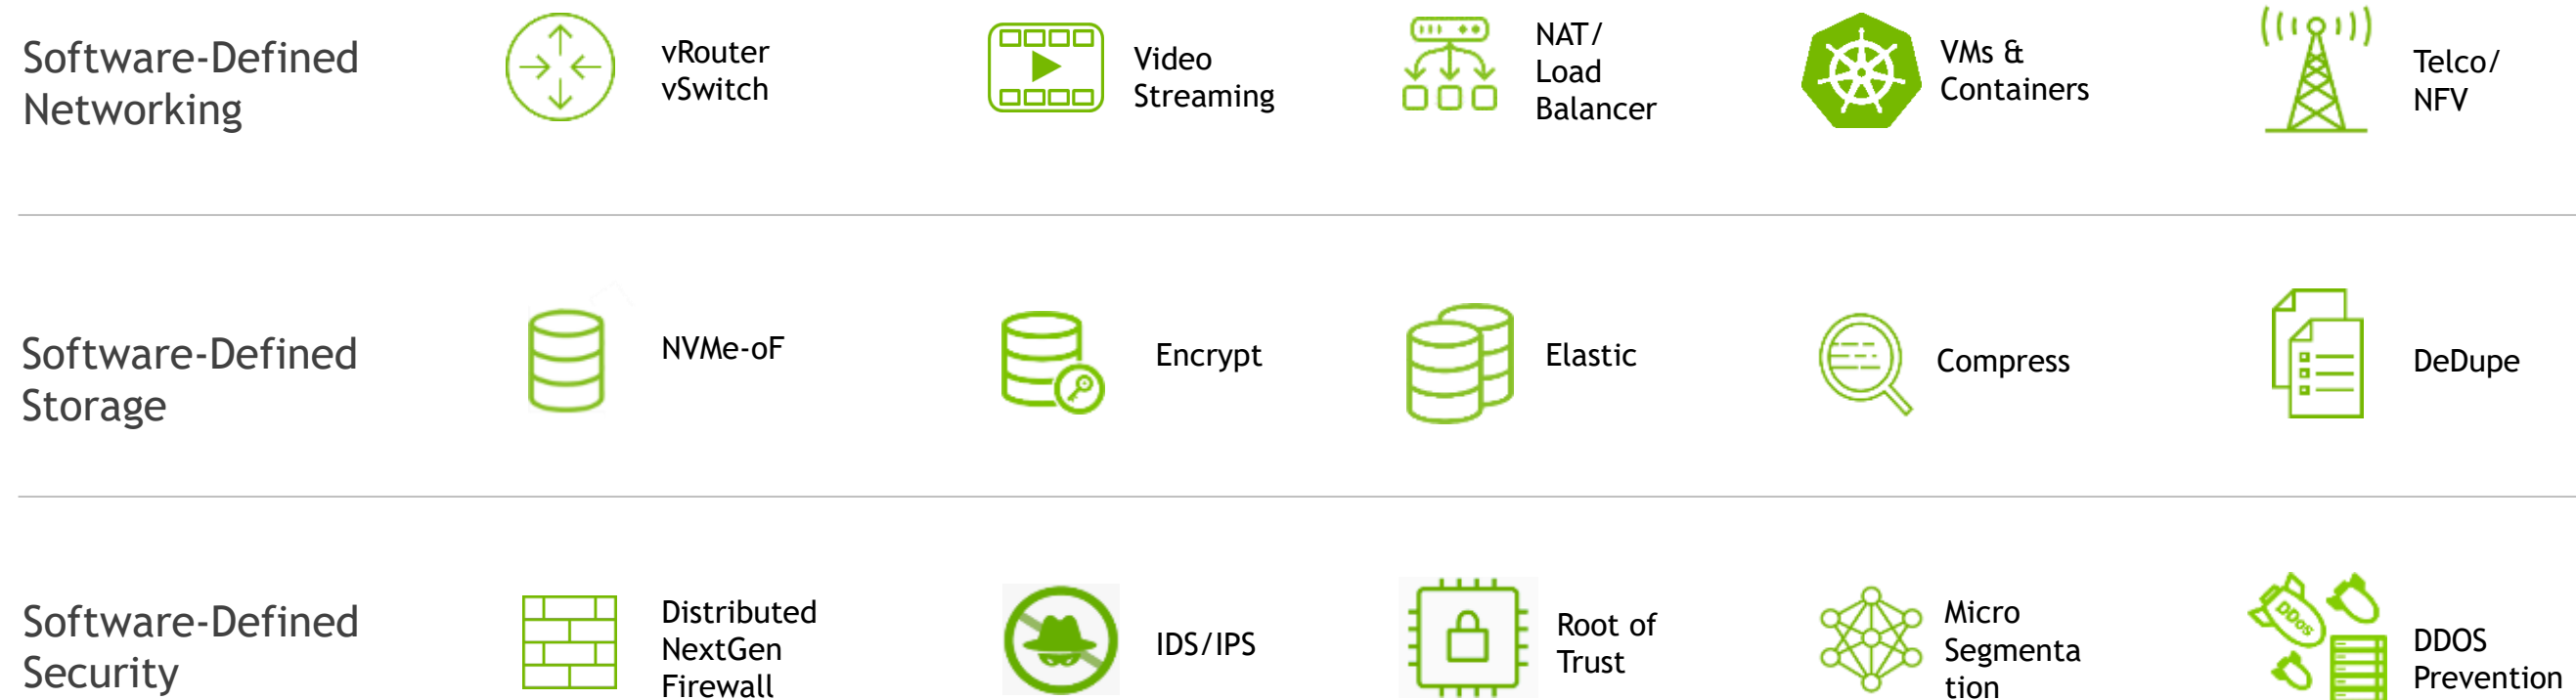 Software-Defined
Networking
vRouter
vSwitch
Video
Streaming
NAT/
Load
Balancer
VMs &
Containers
Telco/
NFV
Software-Defined
Storage
NVMe-oF
Encrypt
Elastic
Compress
DeDupe
Software-Defined
Security
Distributed
NextGen
Firewall
IDS/IPS
Root of
Trust
Micro
Segmenta
tion
DDos
DDOS
Prevention